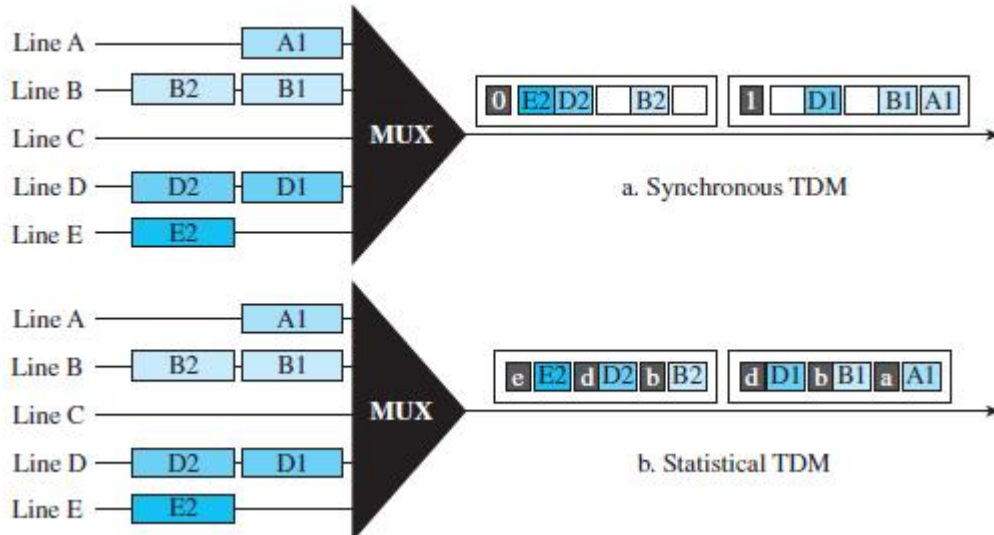 Line A A1
Line B B2 B1
Line C
Line D D2 D1
Line E E2
MUX
0 E2 D2 B2
1 D1 B1 A1
a. Synchronous TDM
Line A A1
Line B B2 B1
Line C
Line D D2 D1
Line E E2
MUX
e E2 d D2 b B2
d D1 b B1 a A1
b. Statistical TDM